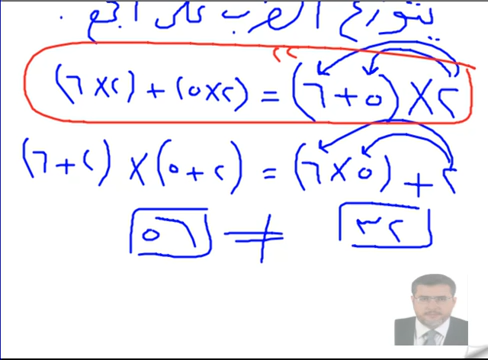 يتوزع الضرب على الجمع .
٢ × (٥ + ٦) = (٢ × ٥) + (٢ × ٦)
٢ + (٥ × ٦) = (٢ + ٥) × (٢ + ٦)
٣٢ ≠ ٥٦